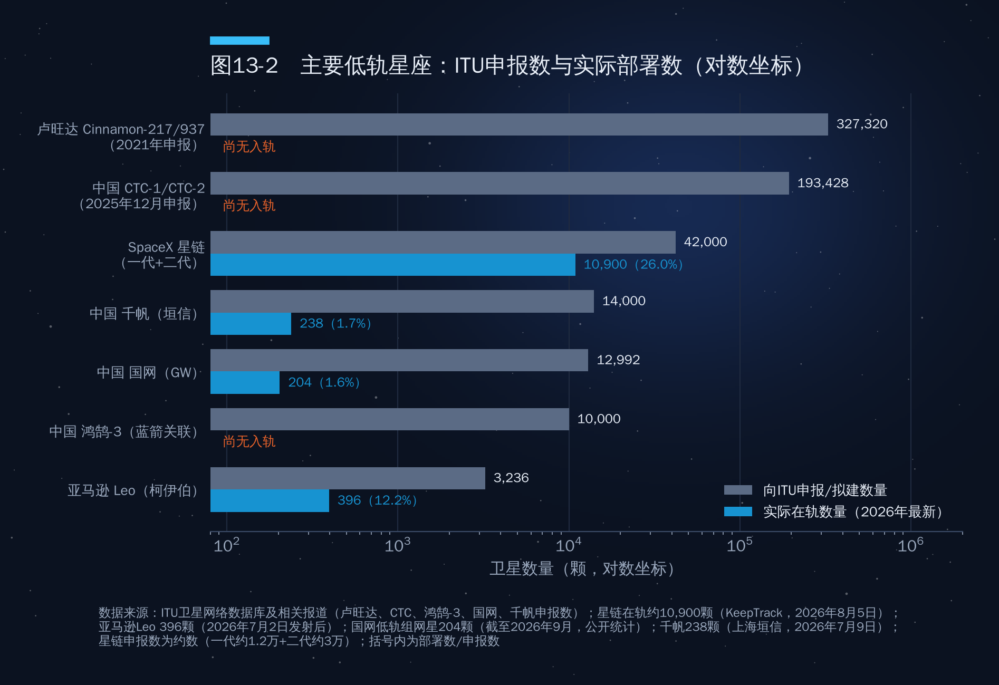 图13-2 主要低轨星座：ITU申报数与实际部署数（对数坐标）
卢旺达 Cinnamon-217/937
（2021年申报）
327,320
尚无入轨
中国 CTC-1/CTC-2
（2025年12月申报）
193,428
尚无入轨
SpaceX 星链
（一代+二代）
42,000
10,900（26.0%）
中国 千帆（垣信）
14,000
238（1.7%）
中国 国网（GW）
12,992
204（1.6%）
中国 鸿鹄-3（蓝箭关联）
10,000
尚无入轨
亚马逊 Leo（柯伊伯）
3,236
396（12.2%）
向ITU申报/拟建数量
实际在轨数量（2026年最新）
10² 10³ 10⁴ 10⁵ 10⁶
卫星数量（颗，对数坐标）
数据来源：ITU卫星网络数据库及相关报道（卢旺达、CTC、鸿鹄-3、国网、千帆申报数）；星链在轨约10,900颗（KeepTrack，2026年8月5日）；
亚马逊Leo 396颗（2026年7月2日发射后）；国网低轨组网星204颗（截至2026年9月，公开统计）；千帆238颗（上海垣信，2026年7月9日）；
星链申报数为约数（一代约1.2万+二代约3万）；括号内为部署数/申报数